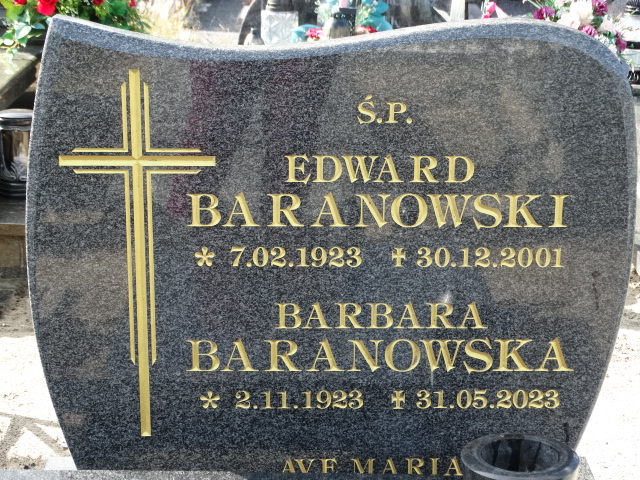 Ś.P.
EDWARD
BARANOWSKI
* 7.02.1923 ✝ 30.12.2001
BARBARA
BARANOWSKA
* 2.11.1923 ✝ 31.05.2023
AVE MARIA